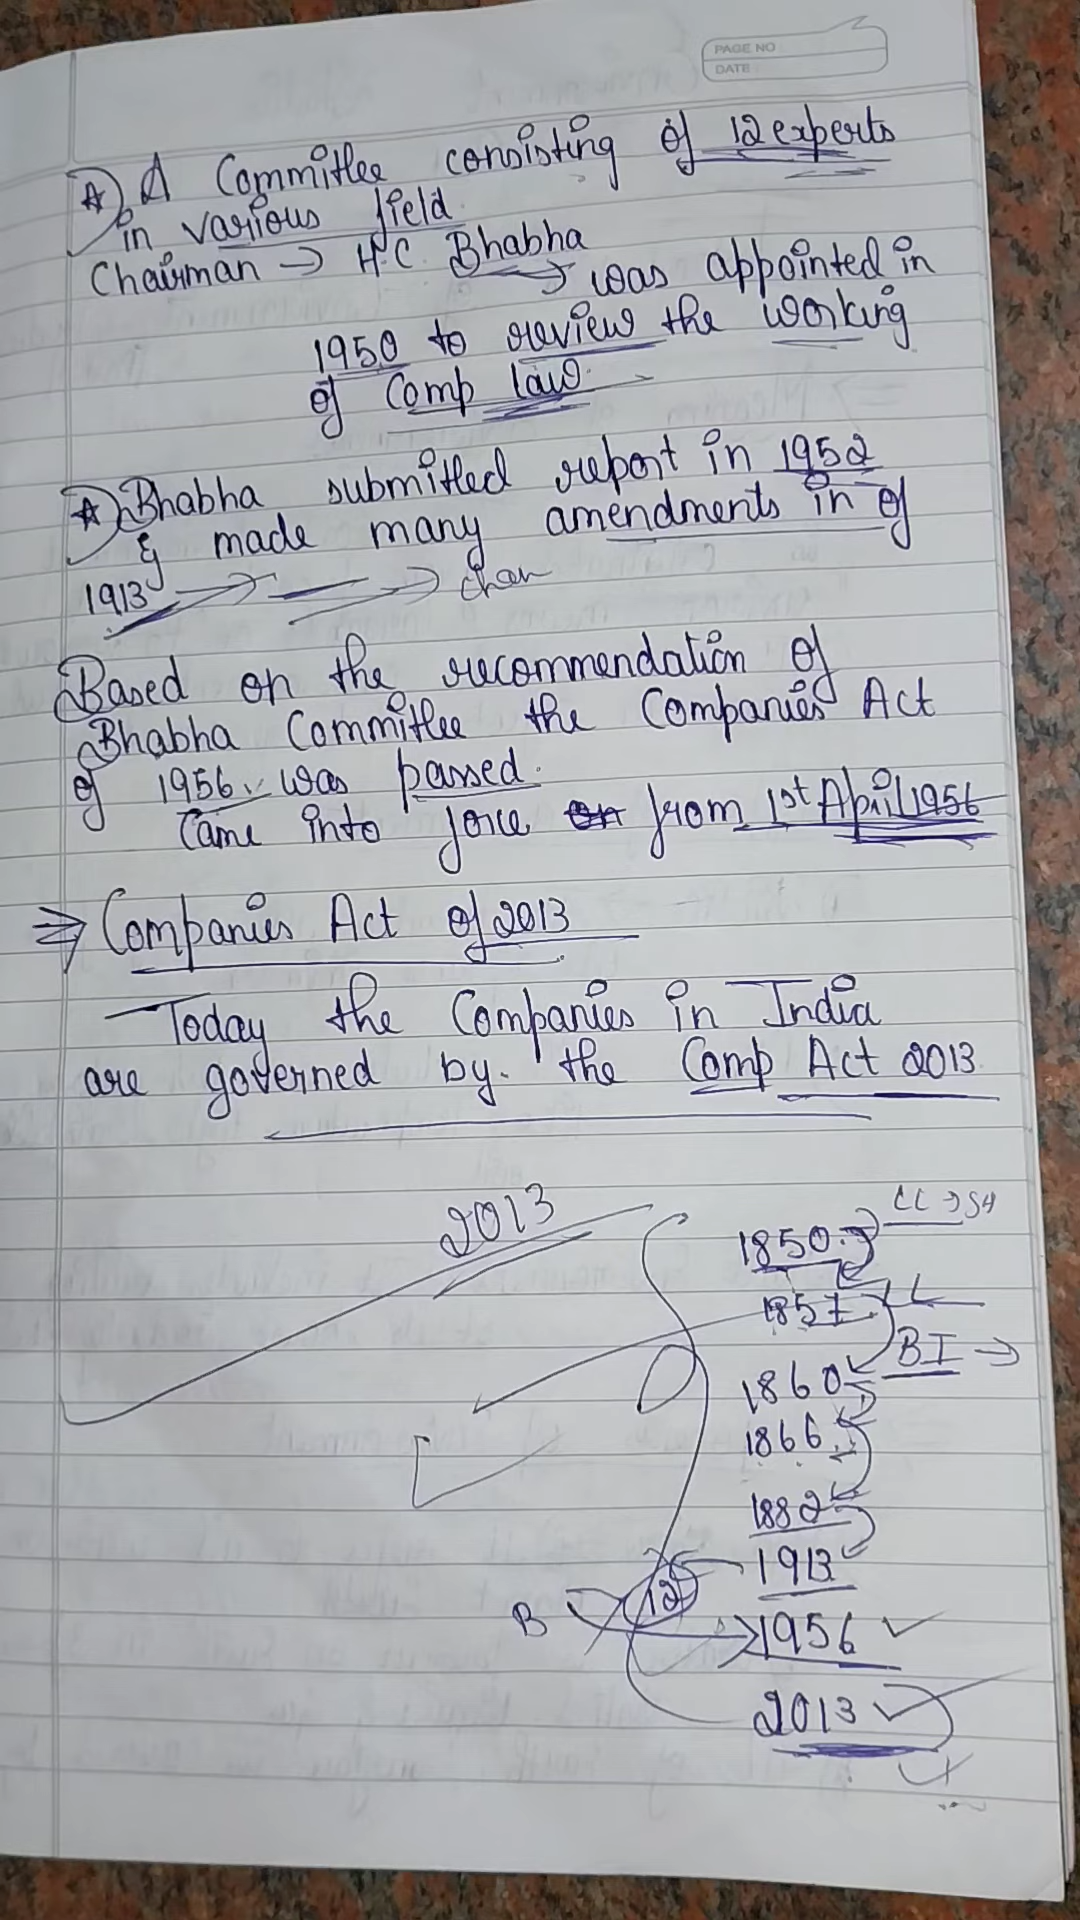 PAGE NO
DATE
A Committee consisting of 12 experts
in various field
Chairman → H.C. Bhabha
→ was appointed in
1950 to review the working
of Comp law.
Bhabha submitted report in 1952
& made many amendments in of
1913 → →
Based on the recommendation of
Bhabha Committee the Companies Act
of 1956 was passed.
Came into force from 1st April 1956
⇒ Companies Act of 2013
Today the Companies in India
are governed by the Comp Act 2013
2013
1850
1857 L
BI →
1860
1866
1882
1913
12
B → 1956 ✓
2013 ✓